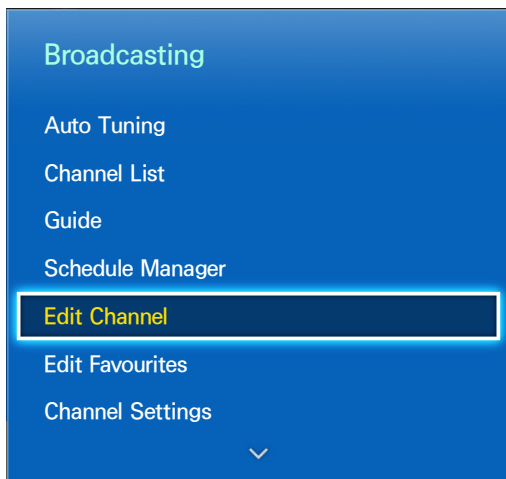 Broadcasting
Auto Tuning
Channel List
Guide
Schedule Manager
Edit Channel
Edit Favourites
Channel Settings